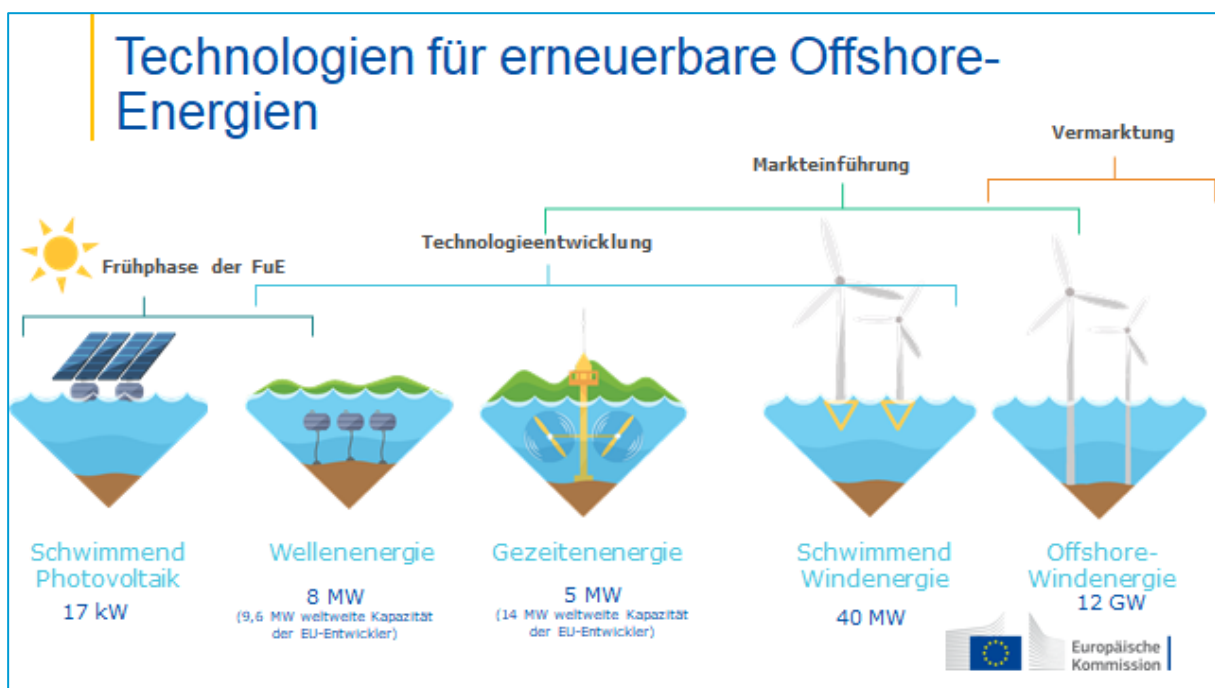 Technologien für erneuerbare Offshore-
Energien
Vermarktung
Markteinführung
Technologieentwicklung
Frühphase der FuE
Schwimmend
Photovoltaik
17 kW
Wellenenergie
8 MW
(9,6 MW weltweite Kapazität
der EU-Entwickler)
Gezeitenenergie
5 MW
(14 MW weltweite Kapazität
der EU-Entwickler)
Schwimmend
Windenergie
40 MW
Offshore-
Windenergie
12 GW
Europäische
Kommission